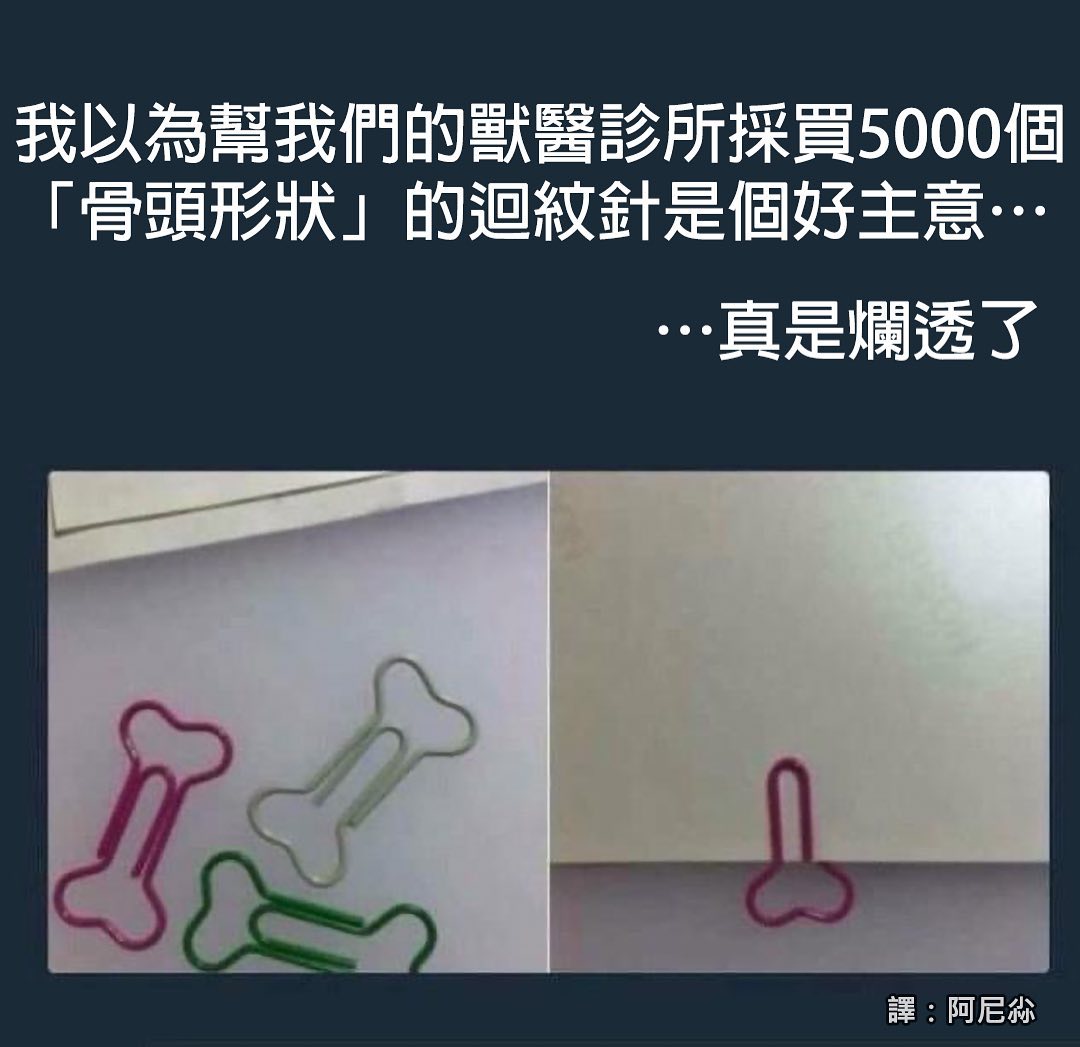 我以為幫我們的獸醫診所採買5000個
「骨頭形狀」的迴紋針是個好主意…
…真是爛透了
譯：阿尼尛